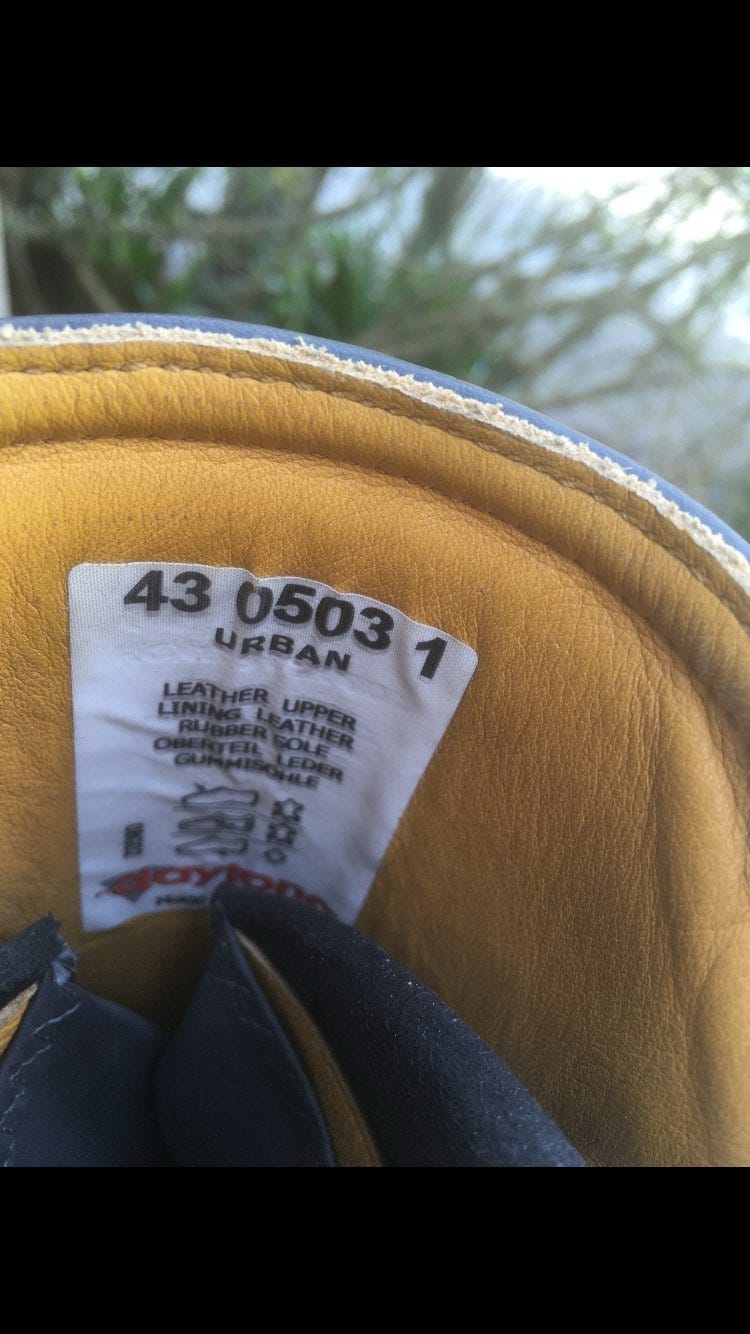 43 0503 1
URBAN
LEATHER UPPER
LINING LEATHER
RUBBER SOLE
OBERTEIL LEDER
GUMMISOHLE
daytona